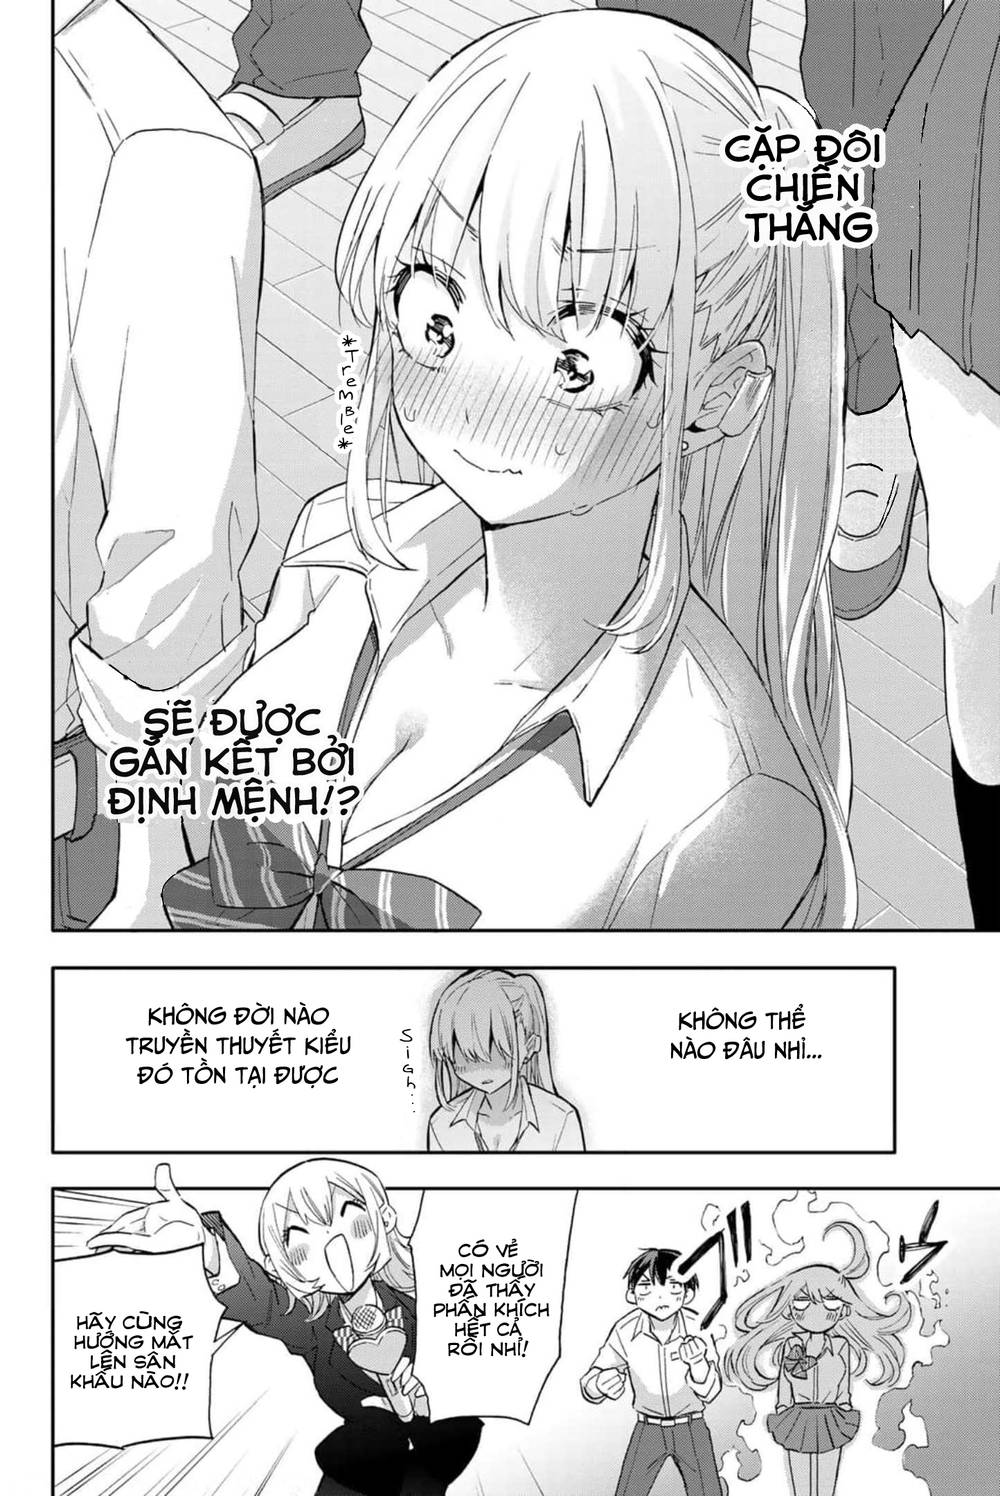 CẶP ĐÔI
CHIẾN
THẮNG
*Tremble*
SẼ ĐƯỢC
GẮN KẾT BỞI
ĐỊNH MỆNH!?
KHÔNG THỂ
NÀO ĐÂU NHỈ...
Sigh...
KHÔNG ĐỜI NÀO
TRUYỀN THUYẾT KIỂU
ĐÓ TỒN TẠI ĐƯỢC
CÓ VẺ
MỌI NGƯỜI
ĐÃ THẤY
PHẤN KHÍCH
HẾT CẢ
RỒI NHỈ!
HÃY CÙNG
HƯỚNG MẮT
LÊN SÂN
KHẤU NÀO!!